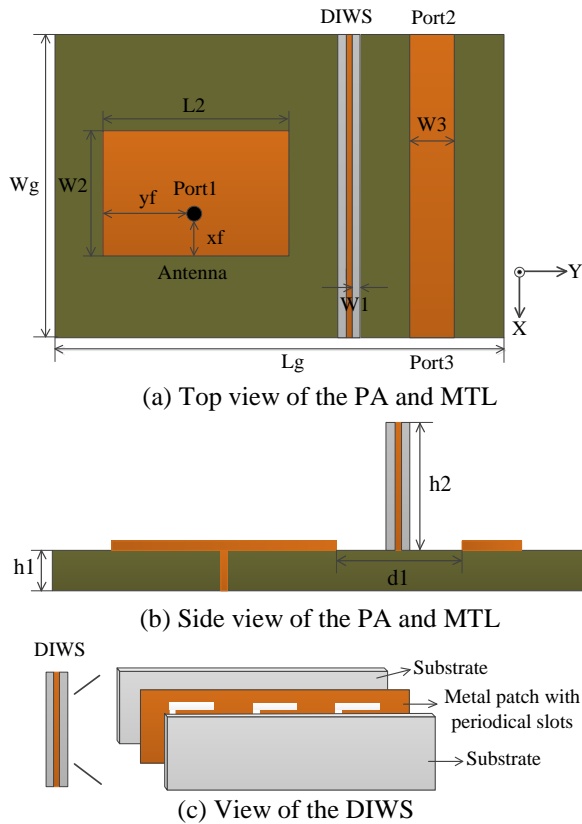 DIWS
Port2
L2
W3
W2
Wg
Port1
yf
xf
Antenna
W1
Y
X
Port3
Lg
(a) Top view of the PA and MTL
h2
h1
d1
(b) Side view of the PA and MTL
DIWS
Substrate
Metal patch with
periodical slots
Substrate
(c) View of the DIWS